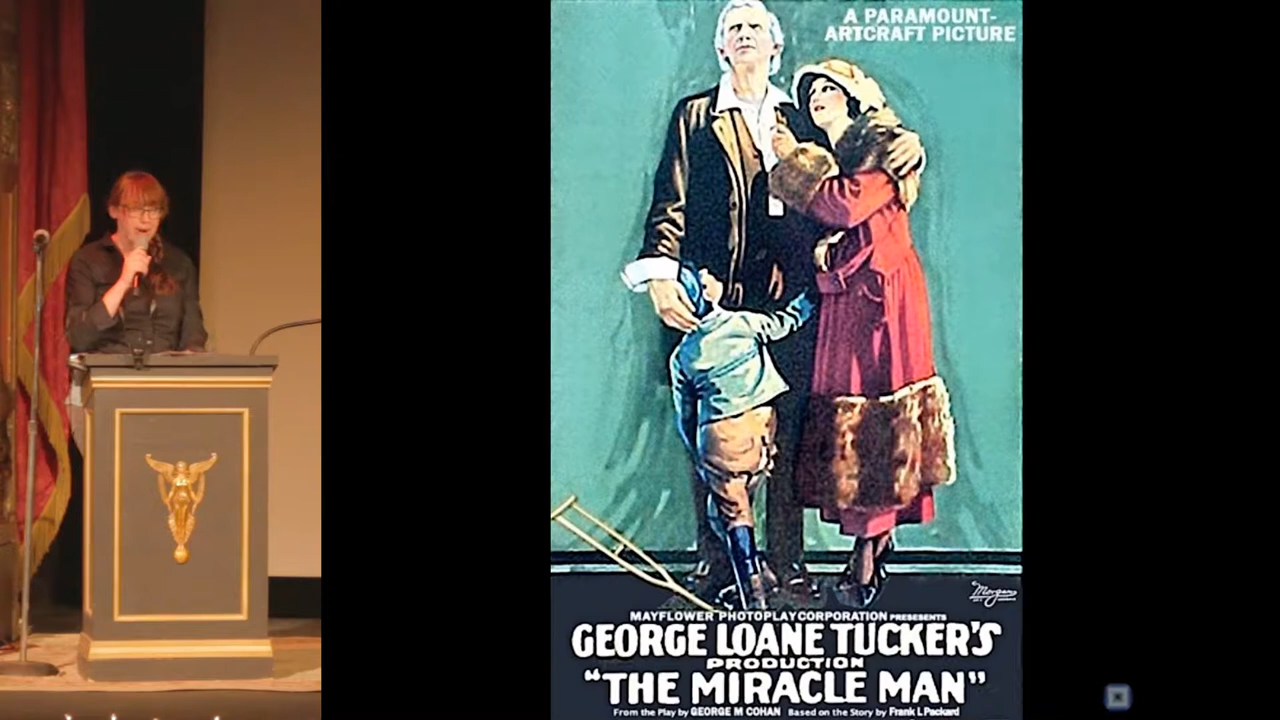 A PARAMOUNT-
ARTCRAFT PICTURE
Morgan
MAYFLOWER PHOTOPLAY CORPORATION PRESESENTS
GEORGE LOANE TUCKER'S
PRODUCTION
"THE MIRACLE MAN"
From the Play by GEORGE M COHAN Based on the Story by Frank L Packard